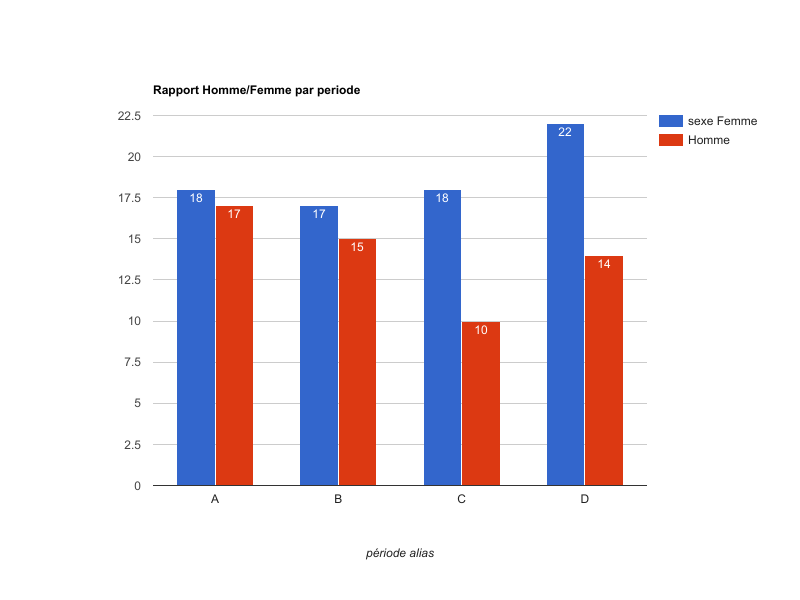 Rapport Homme/Femme par periode
sexe Femme
Homme
22.5
20
17.5
15
12.5
10
7.5
5
2.5
0
18
17
17
15
18
10
22
14
A
B
C
D
période alias